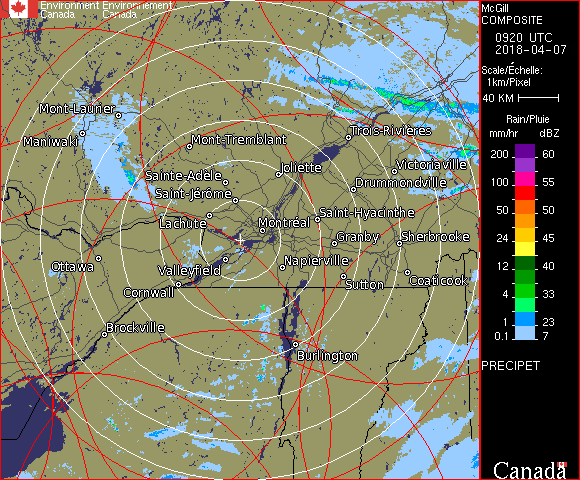 Environment Environnement
Canada Canada
McGill
COMPOSITE
0920 UTC
2018-04-07
Scale/Échelle:
1km/Pixel
40 KM
Rain/Pluie
mm/hr dBZ
200 60
100 55
50 50
24 45
12 40
4 33
1 23
0.1 7
PRECIPET
Canada
Mont-Laurier
Maniwaki
Mont-Tremblant
Trois-Rivières
Sainte-Adèle
Joliette
Victoriaville
Saint-Jérôme
Drummondville
Lachute
Montréal
Saint-Hyacinthe
Granby
Sherbrooke
Ottawa
Valleyfield
Napierville
Cornwall
Sutton
Coaticook
Brockville
Burlington